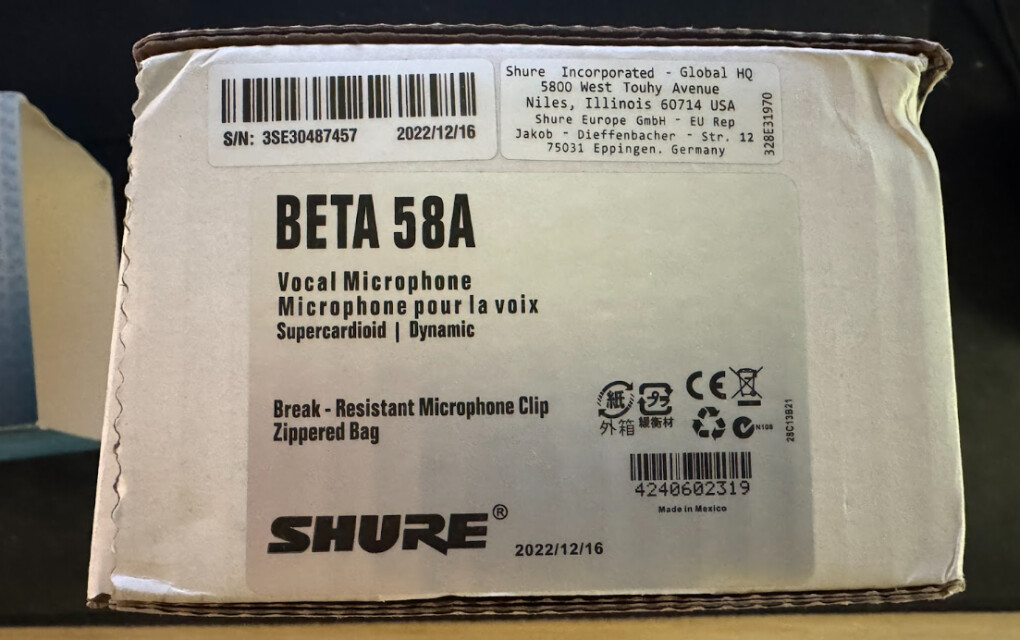 S/N: 3SE30487457 2022/12/16
Shure Incorporated - Global HQ
5800 West Touhy Avenue
Niles, Illinois 60714 USA
Shure Europe GmbH - EU Rep
Jakob - Dieffenbacher - Str. 12
75031 Eppingen. Germany
328E31970
BETA 58A
Vocal Microphone
Microphone pour la voix
Supercardioid | Dynamic
Break - Resistant Microphone Clip
Zippered Bag
紙
外箱
プラ
緩衝材
CE
N108
28C13B21
4240602319
Made in Mexico
SHURE®
2022/12/16